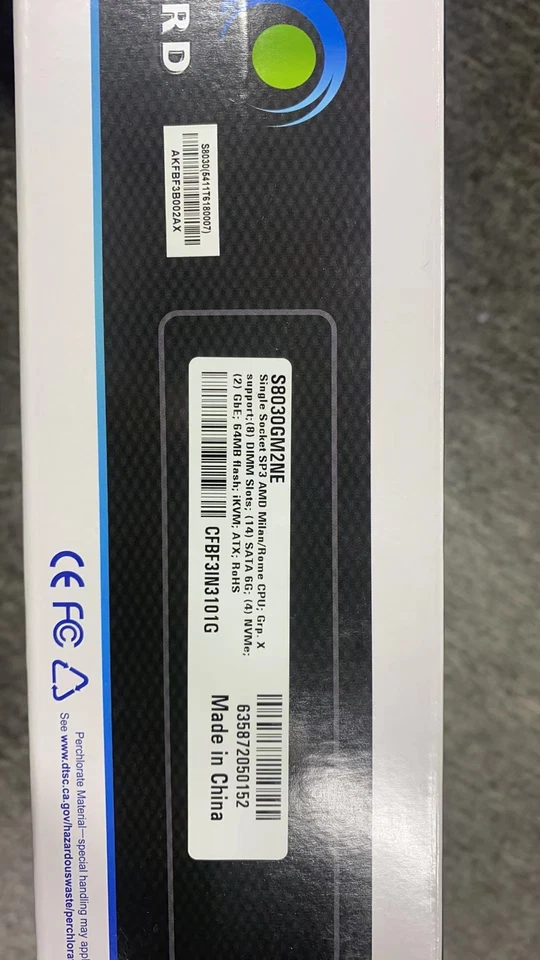 RD
S8030(5411T6180007)
AKFBF3B002AX
S8030GM2NE
Single Socket SP3 AMD Milan/Rome CPU; Grp. X
support;(8) DIMM Slots; (14) SATA 6G; (4) NVMe;
(2) GbE; 64MB flash; iKVM; ATX; RoHS
CFBF3IN3101G
635872050152
Made in China
CE FC
Perchlorate Material—special handling may appl
See www.dtsc.ca.gov/hazardouswaste/perchlora